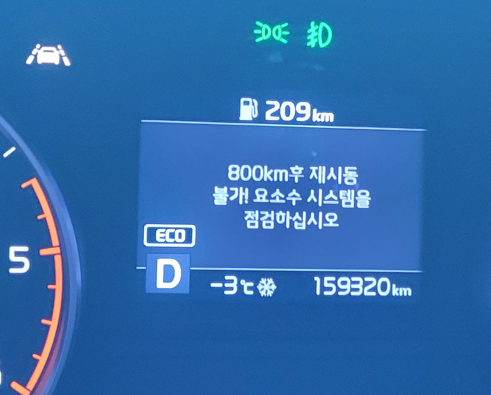 209km
800km후 재시동
불가! 요소수 시스템을
점검하십시오
ECO
5
D
-3℃
159320km